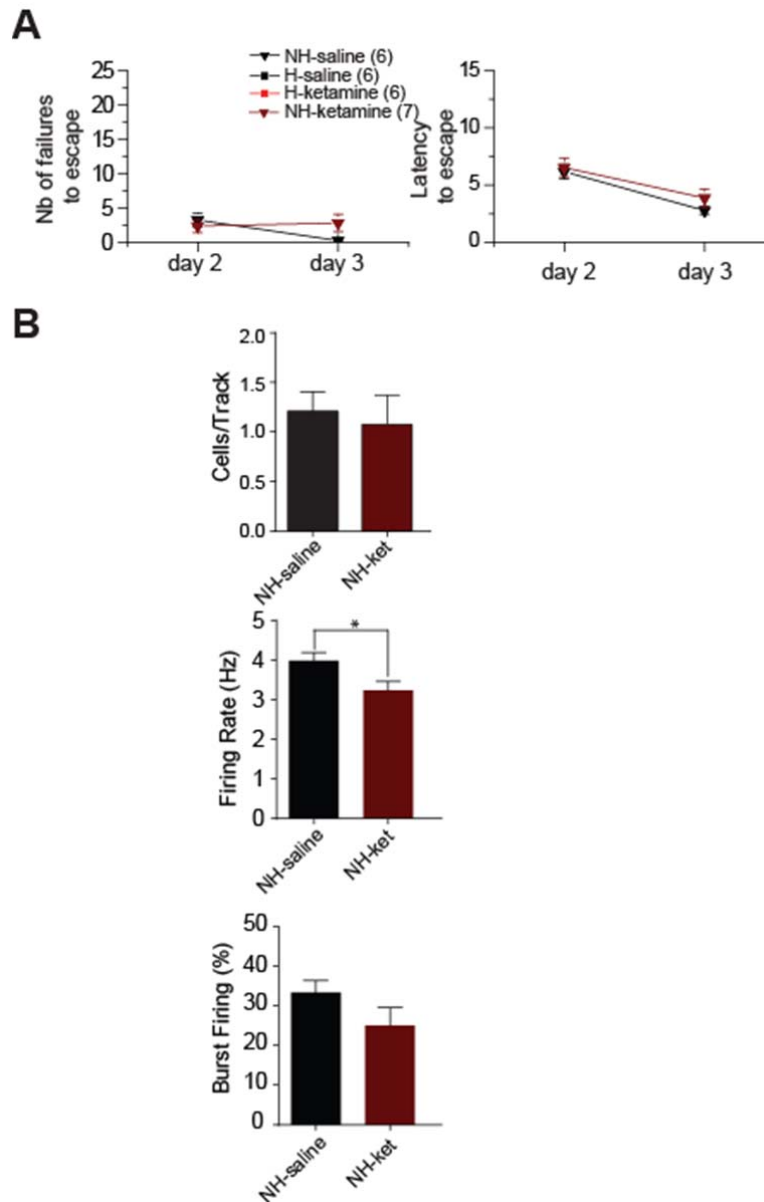 A
NH-saline (6)
H-saline (6)
H-ketamine (6)
NH-ketamine (7)
Nb of failures
to escape
25
20
15
10
5
0
day 2
day 3
Latency
to escape
15
10
5
0
day 2
day 3
B
Cells/Track
2.0
1.5
1.0
0.5
0.0
NH-saline
NH-ket
Firing Rate (Hz)
5
4
3
2
1
0
*
NH-saline
NH-ket
Burst Firing (%)
50
40
30
20
10
0
NH-saline
NH-ket